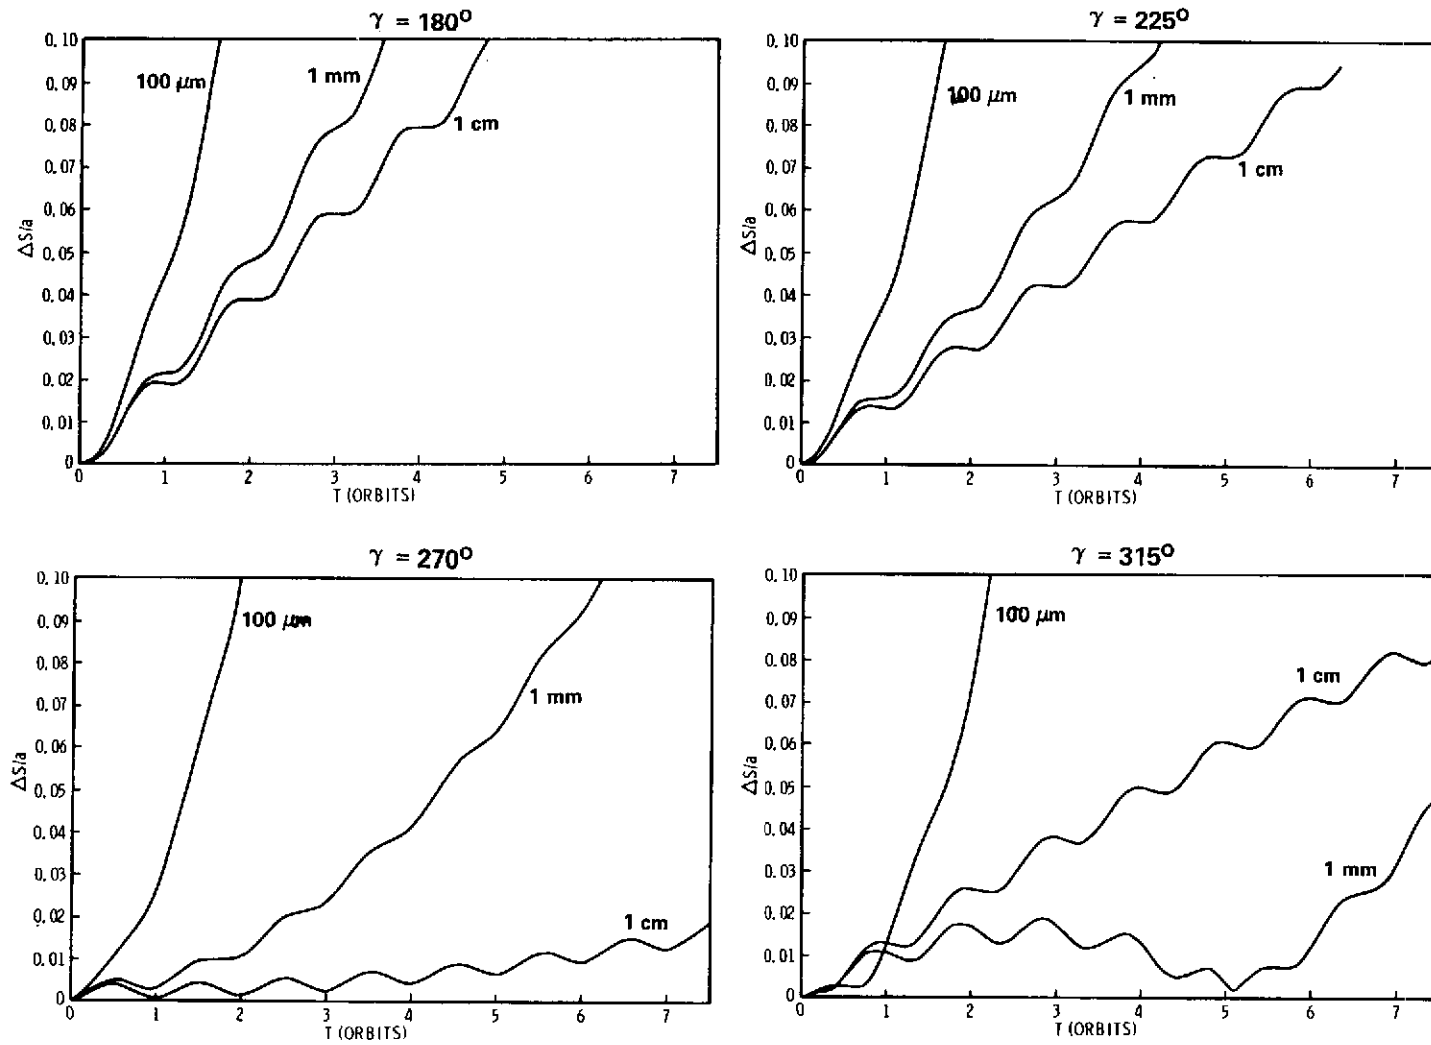 γ = 180°
0.10
0.09
0.08
0.07
0.06
0.05
0.04
0.03
0.02
0.01
0
ΔS/a
100 μm
1 mm
1 cm
0 1 2 3 4 5 6 7
T (ORBITS)
γ = 225°
0.10
0.09
0.08
0.07
0.06
0.05
0.04
0.03
0.02
0.01
0
ΔS/a
100 μm
1 mm
1 cm
0 1 2 3 4 5 6 7
T (ORBITS)
γ = 270°
0.10
0.09
0.08
0.07
0.06
0.05
0.04
0.03
0.02
0.01
0
ΔS/a
100 μm
1 mm
1 cm
0 1 2 3 4 5 6 7
T (ORBITS)
γ = 315°
0.10
0.09
0.08
0.07
0.06
0.05
0.04
0.03
0.02
0.01
0
ΔS/a
100 μm
1 cm
1 mm
0 1 2 3 4 5 6 7
T (ORBITS)